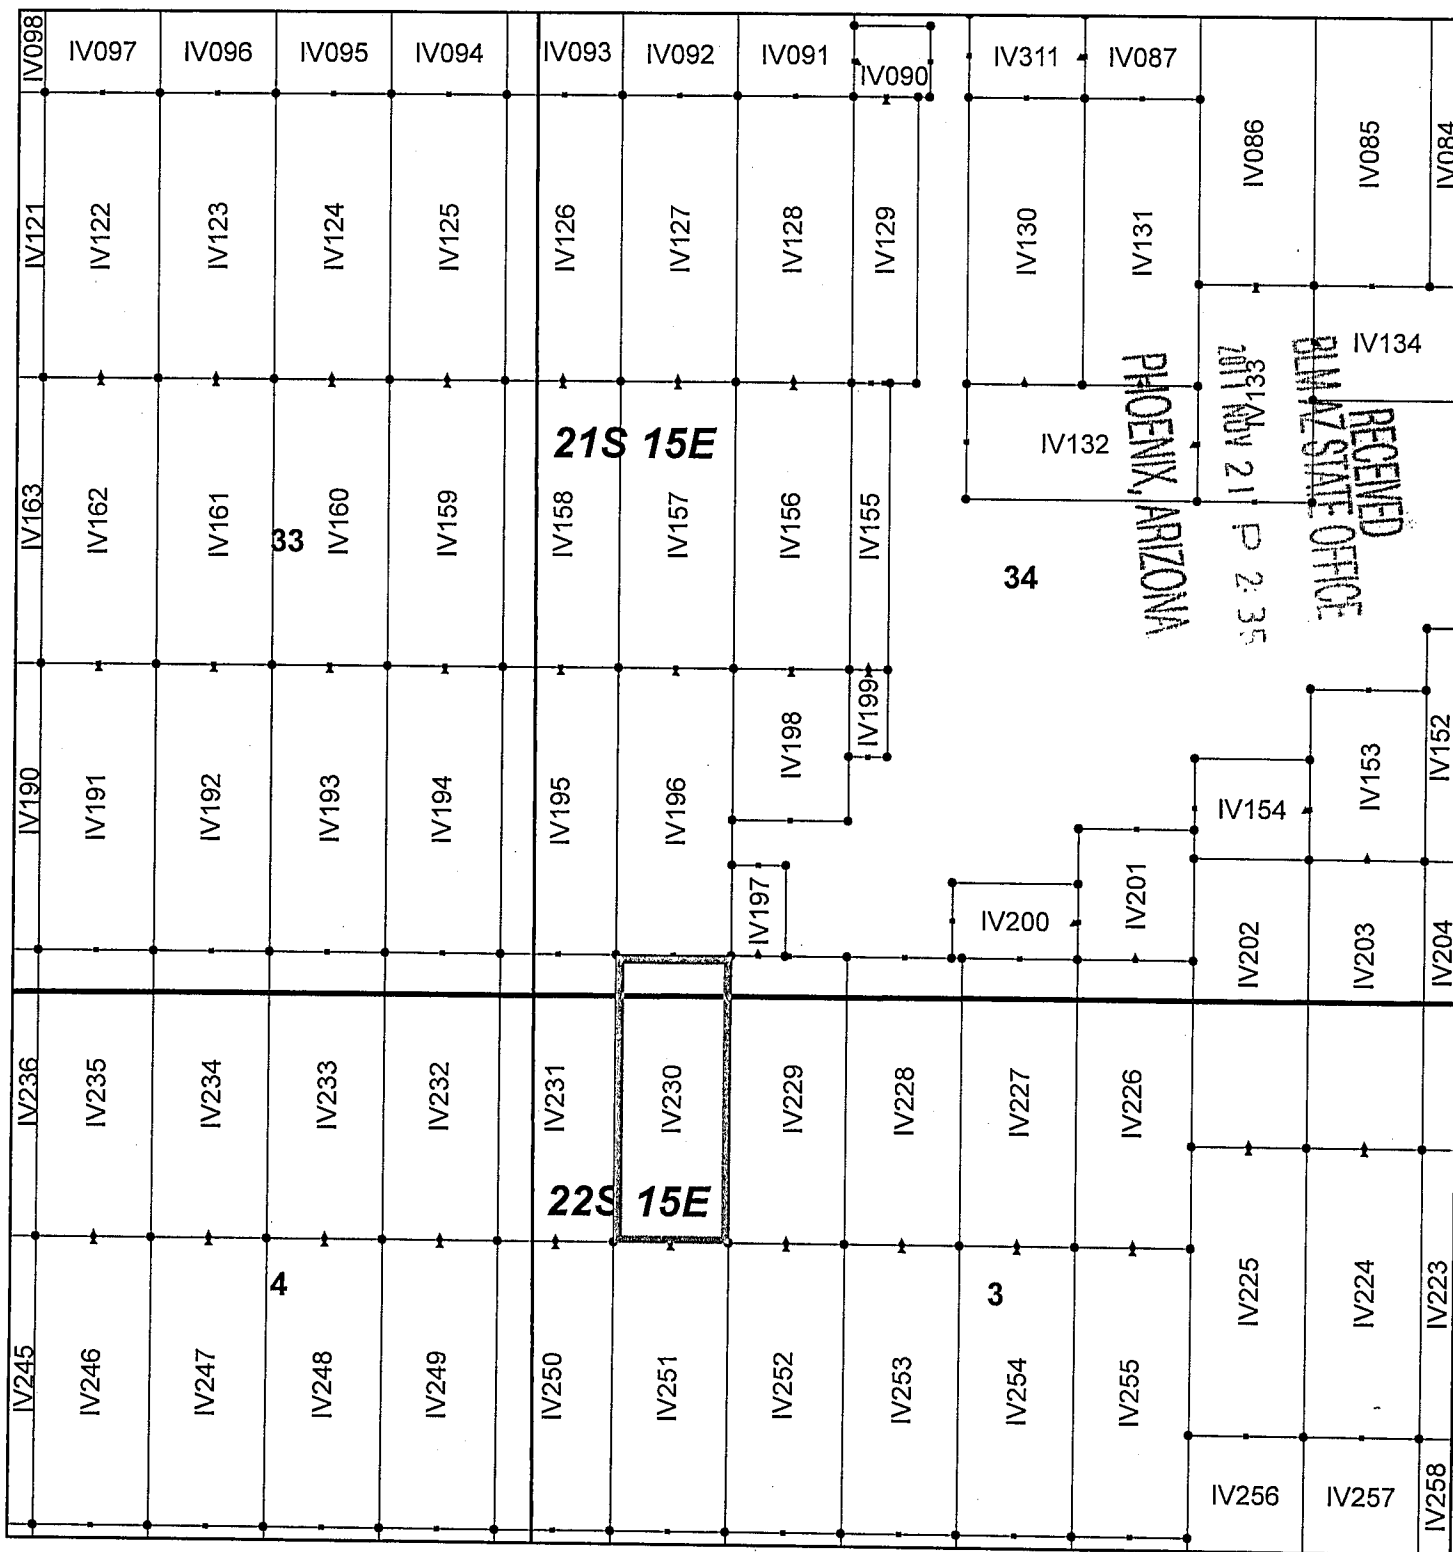 IV098 IV097 IV096 IV095 IV094 IV093 IV092 IV091 IV090 IV311 IV087
IV086 IV085 IV084
IV121 IV122 IV123 IV124 IV125 IV126 IV127 IV128 IV129 IV130 IV131
IV134
21S 15E
IV132
IV133
RECEIVED
BLM, AZ STATE OFFICE
2011 NOV 21 P 2:35
PHOENIX, ARIZONA
IV163 IV162 IV161 33 IV160 IV159 IV158 IV157 IV156 IV155
34
IV199 IV198
IV152 IV153 IV154
IV190 IV191 IV192 IV193 IV194 IV195 IV196
IV197 IV200 IV201 IV202 IV203 IV204
IV236 IV235 IV234 IV233 IV232 IV231 IV230 IV229 IV228 IV227 IV226
22S 15E
4 3
IV225 IV224 IV223
IV245 IV246 IV247 IV248 IV249 IV250 IV251 IV252 IV253 IV254 IV255
IV256 IV257 IV258